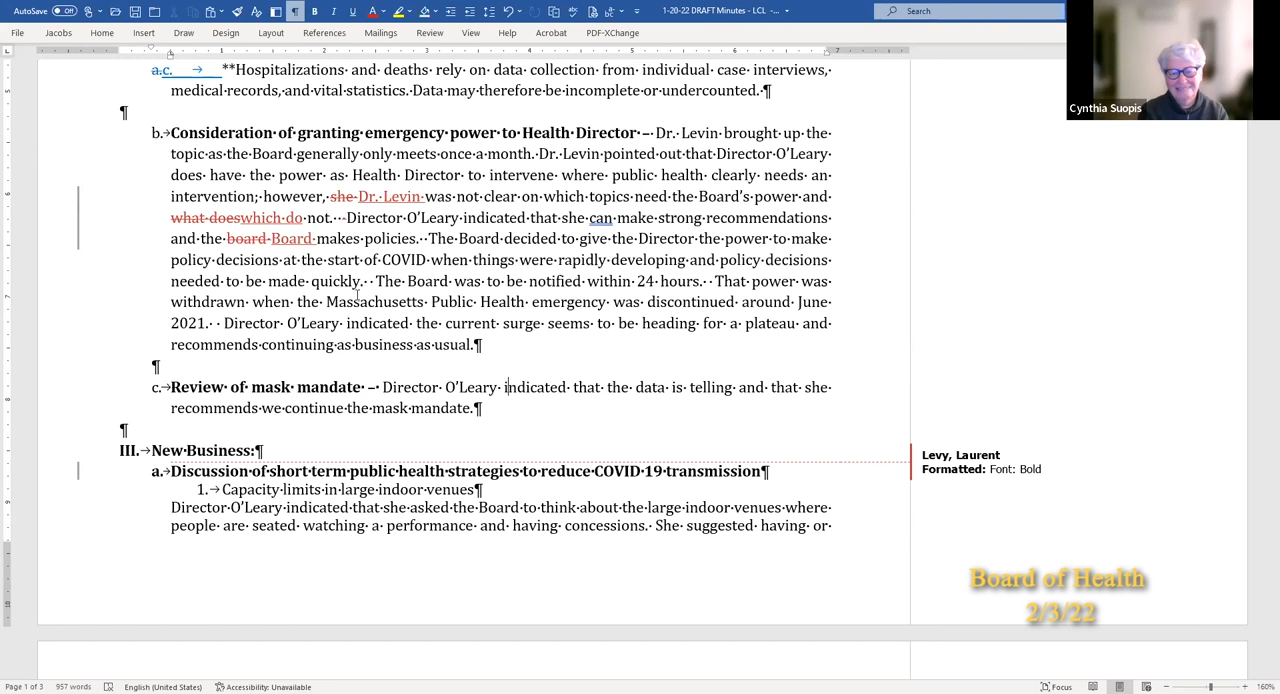 AutoSave Off 1-20-22 DRAFT Minutes - LCL -... Search
File Jacobs Home Insert Draw Design Layout References Mailings Review View Help Acrobat PDF-XChange
1 2 3 4 5 6 7
Cynthia Suopis
a.c. **Hospitalizations and deaths rely on data collection from individual case interviews,
medical records, and vital statistics. Data may therefore be incomplete or undercounted. ¶
¶
b. Consideration of granting emergency power to Health Director – Dr. Levin brought up the
topic as the Board generally only meets once a month. Dr. Levin pointed out that Director O'Leary
does have the power as Health Director to intervene where public health clearly needs an
intervention; however, she Dr. Levin was not clear on which topics need the Board's power and
what doeswhich do not. Director O'Leary indicated that she can make strong recommendations
and the board Board makes policies. The Board decided to give the Director the power to make
policy decisions at the start of COVID when things were rapidly developing and policy decisions
needed to be made quickly. The Board was to be notified within 24 hours. That power was
withdrawn when the Massachusetts Public Health emergency was discontinued around June
2021. Director O'Leary indicated the current surge seems to be heading for a plateau and
recommends continuing as business as usual.¶
¶
c. Review of mask mandate – Director O'Leary indicated that the data is telling and that she
recommends we continue the mask mandate.¶
¶
III. New Business:¶
a. Discussion of short term public health strategies to reduce COVID 19 transmission¶
1. Capacity limits in large indoor venues¶
Director O'Leary indicated that she asked the Board to think about the large indoor venues where
people are seated watching a performance and having concessions. She suggested having or
Levy, Laurent
Formatted: Font: Bold
Board of Health
2/3/22
Page 1 of 3 957 words English (United States) Accessibility: Unavailable Focus 160%